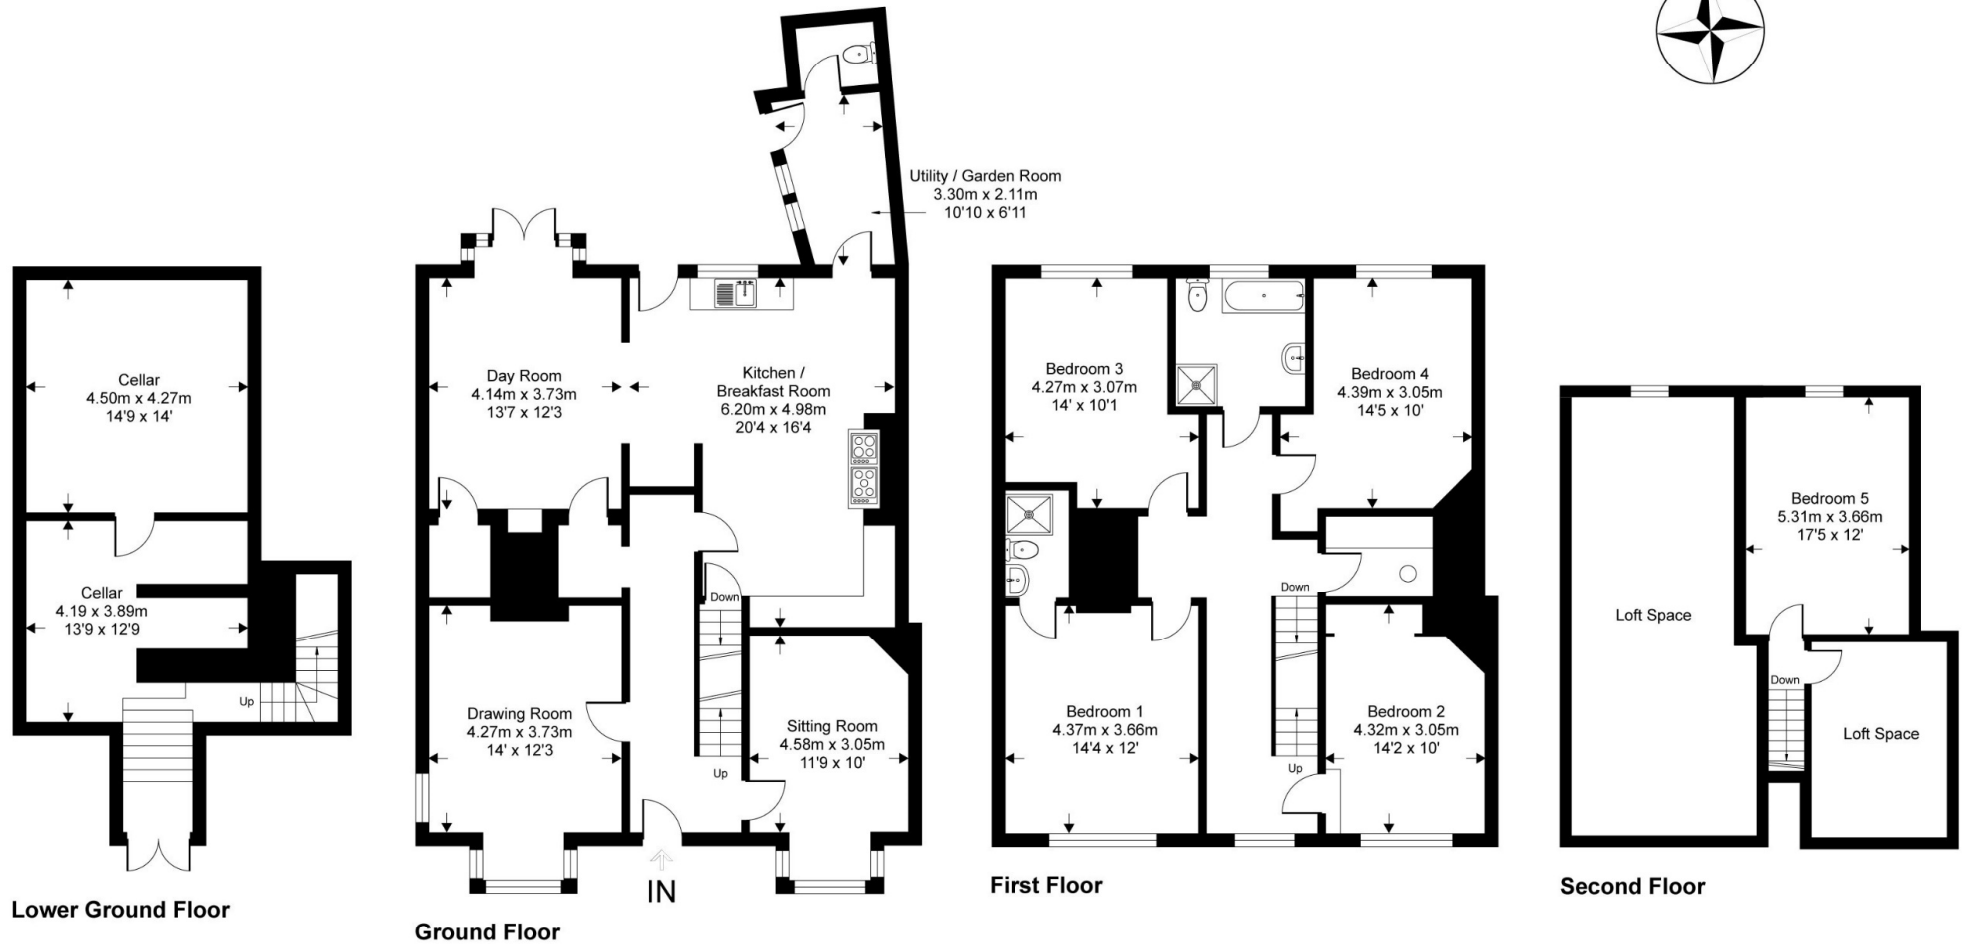 Utility / Garden Room
3.30m x 2.11m
10'10 x 6'11
Cellar
4.50m x 4.27m
14'9 x 14'
Cellar
4.19 x 3.89m
13'9 x 12'9
Up
Lower Ground Floor
Day Room
4.14m x 3.73m
13'7 x 12'3
Kitchen /
Breakfast Room
6.20m x 4.98m
20'4 x 16'4
Down
Drawing Room
4.27m x 3.73m
14' x 12'3
Sitting Room
4.58m x 3.05m
11'9 x 10'
Up
IN
Ground Floor
Bedroom 3
4.27m x 3.07m
14' x 10'1
Bedroom 4
4.39m x 3.05m
14'5 x 10'
Down
Bedroom 1
4.37m x 3.66m
14'4 x 12'
Bedroom 2
4.32m x 3.05m
14'2 x 10'
Up
First Floor
Bedroom 5
5.31m x 3.66m
17'5 x 12'
Loft Space
Down
Loft Space
Second Floor